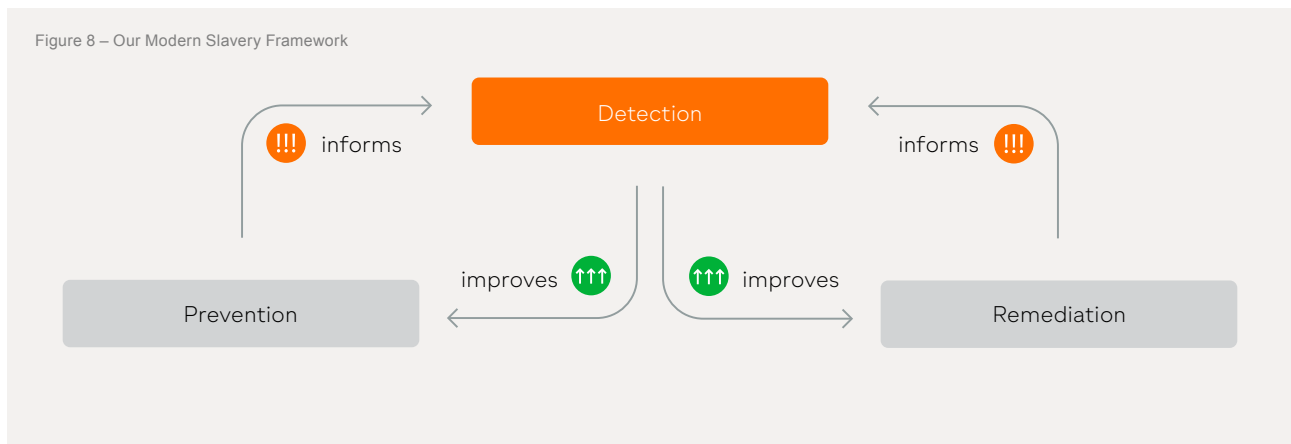 Figure 8 – Our Modern Slavery Framework
Detection
!!! informs
informs !!!
improves ↑↑↑
↑↑↑ improves
Prevention
Remediation